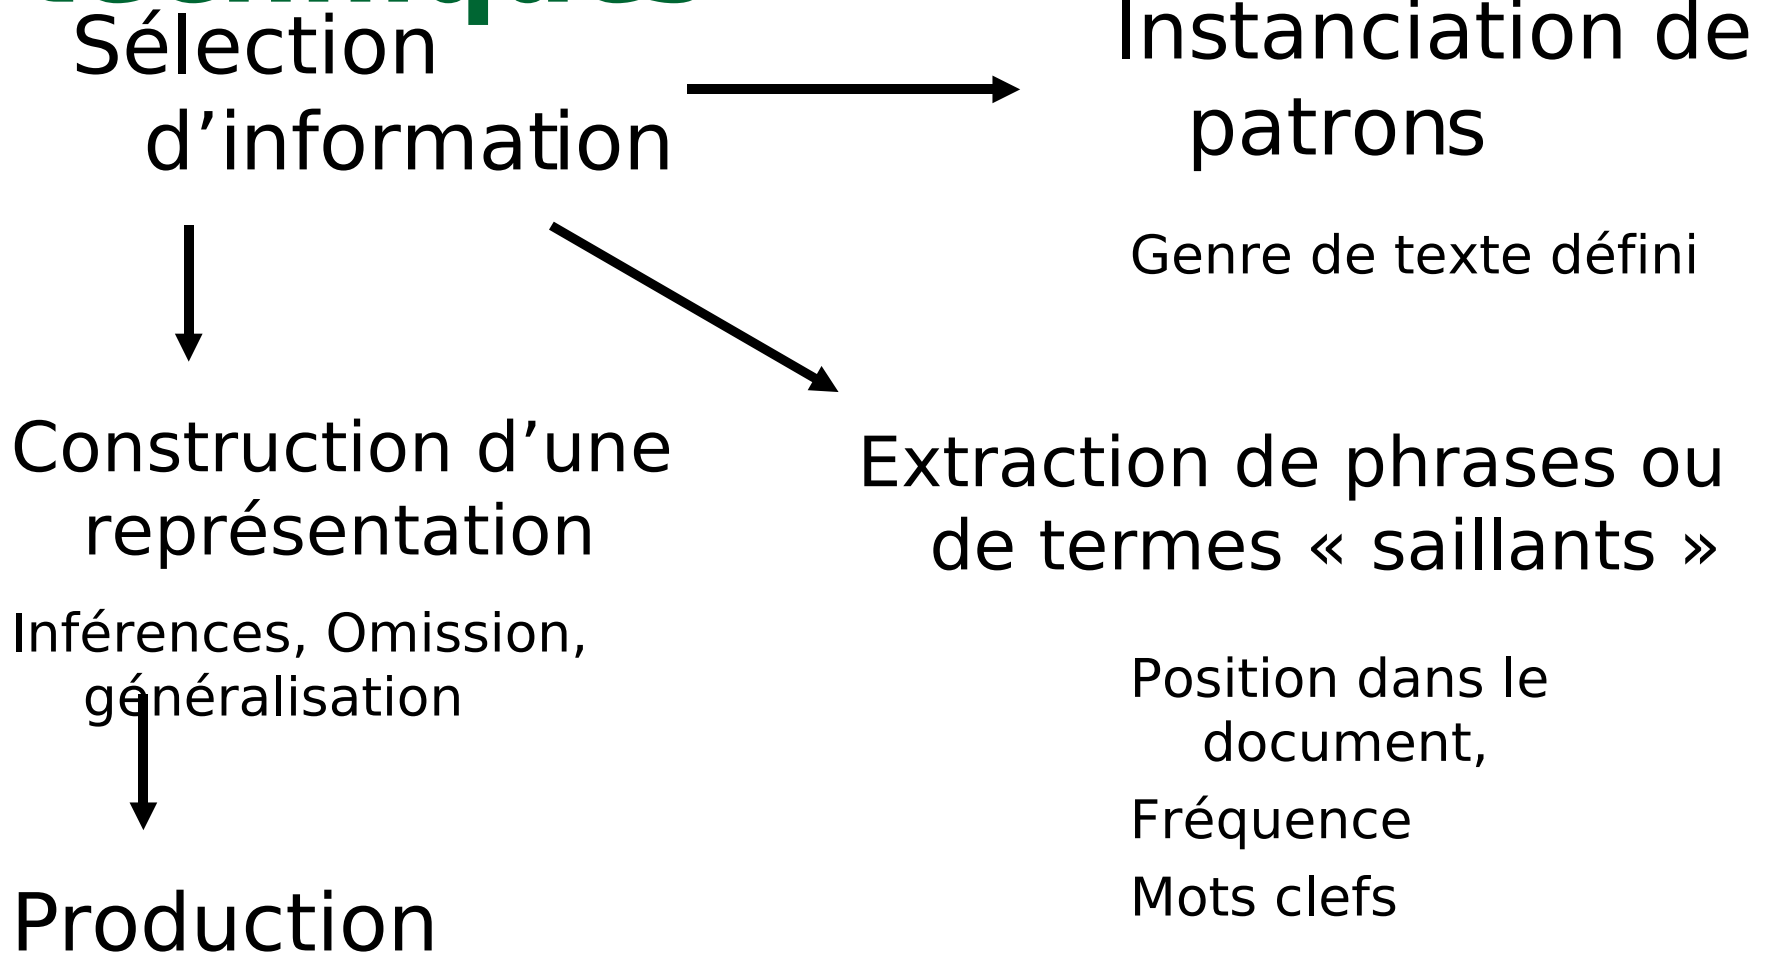 techniques
Sélection
d’information
Instanciation de
patrons
Genre de texte défini
Construction d’une
représentation
Inférences, Omission,
généralisation
Extraction de phrases ou
de termes « saillants »
Position dans le
document,
Fréquence
Mots clefs
Production